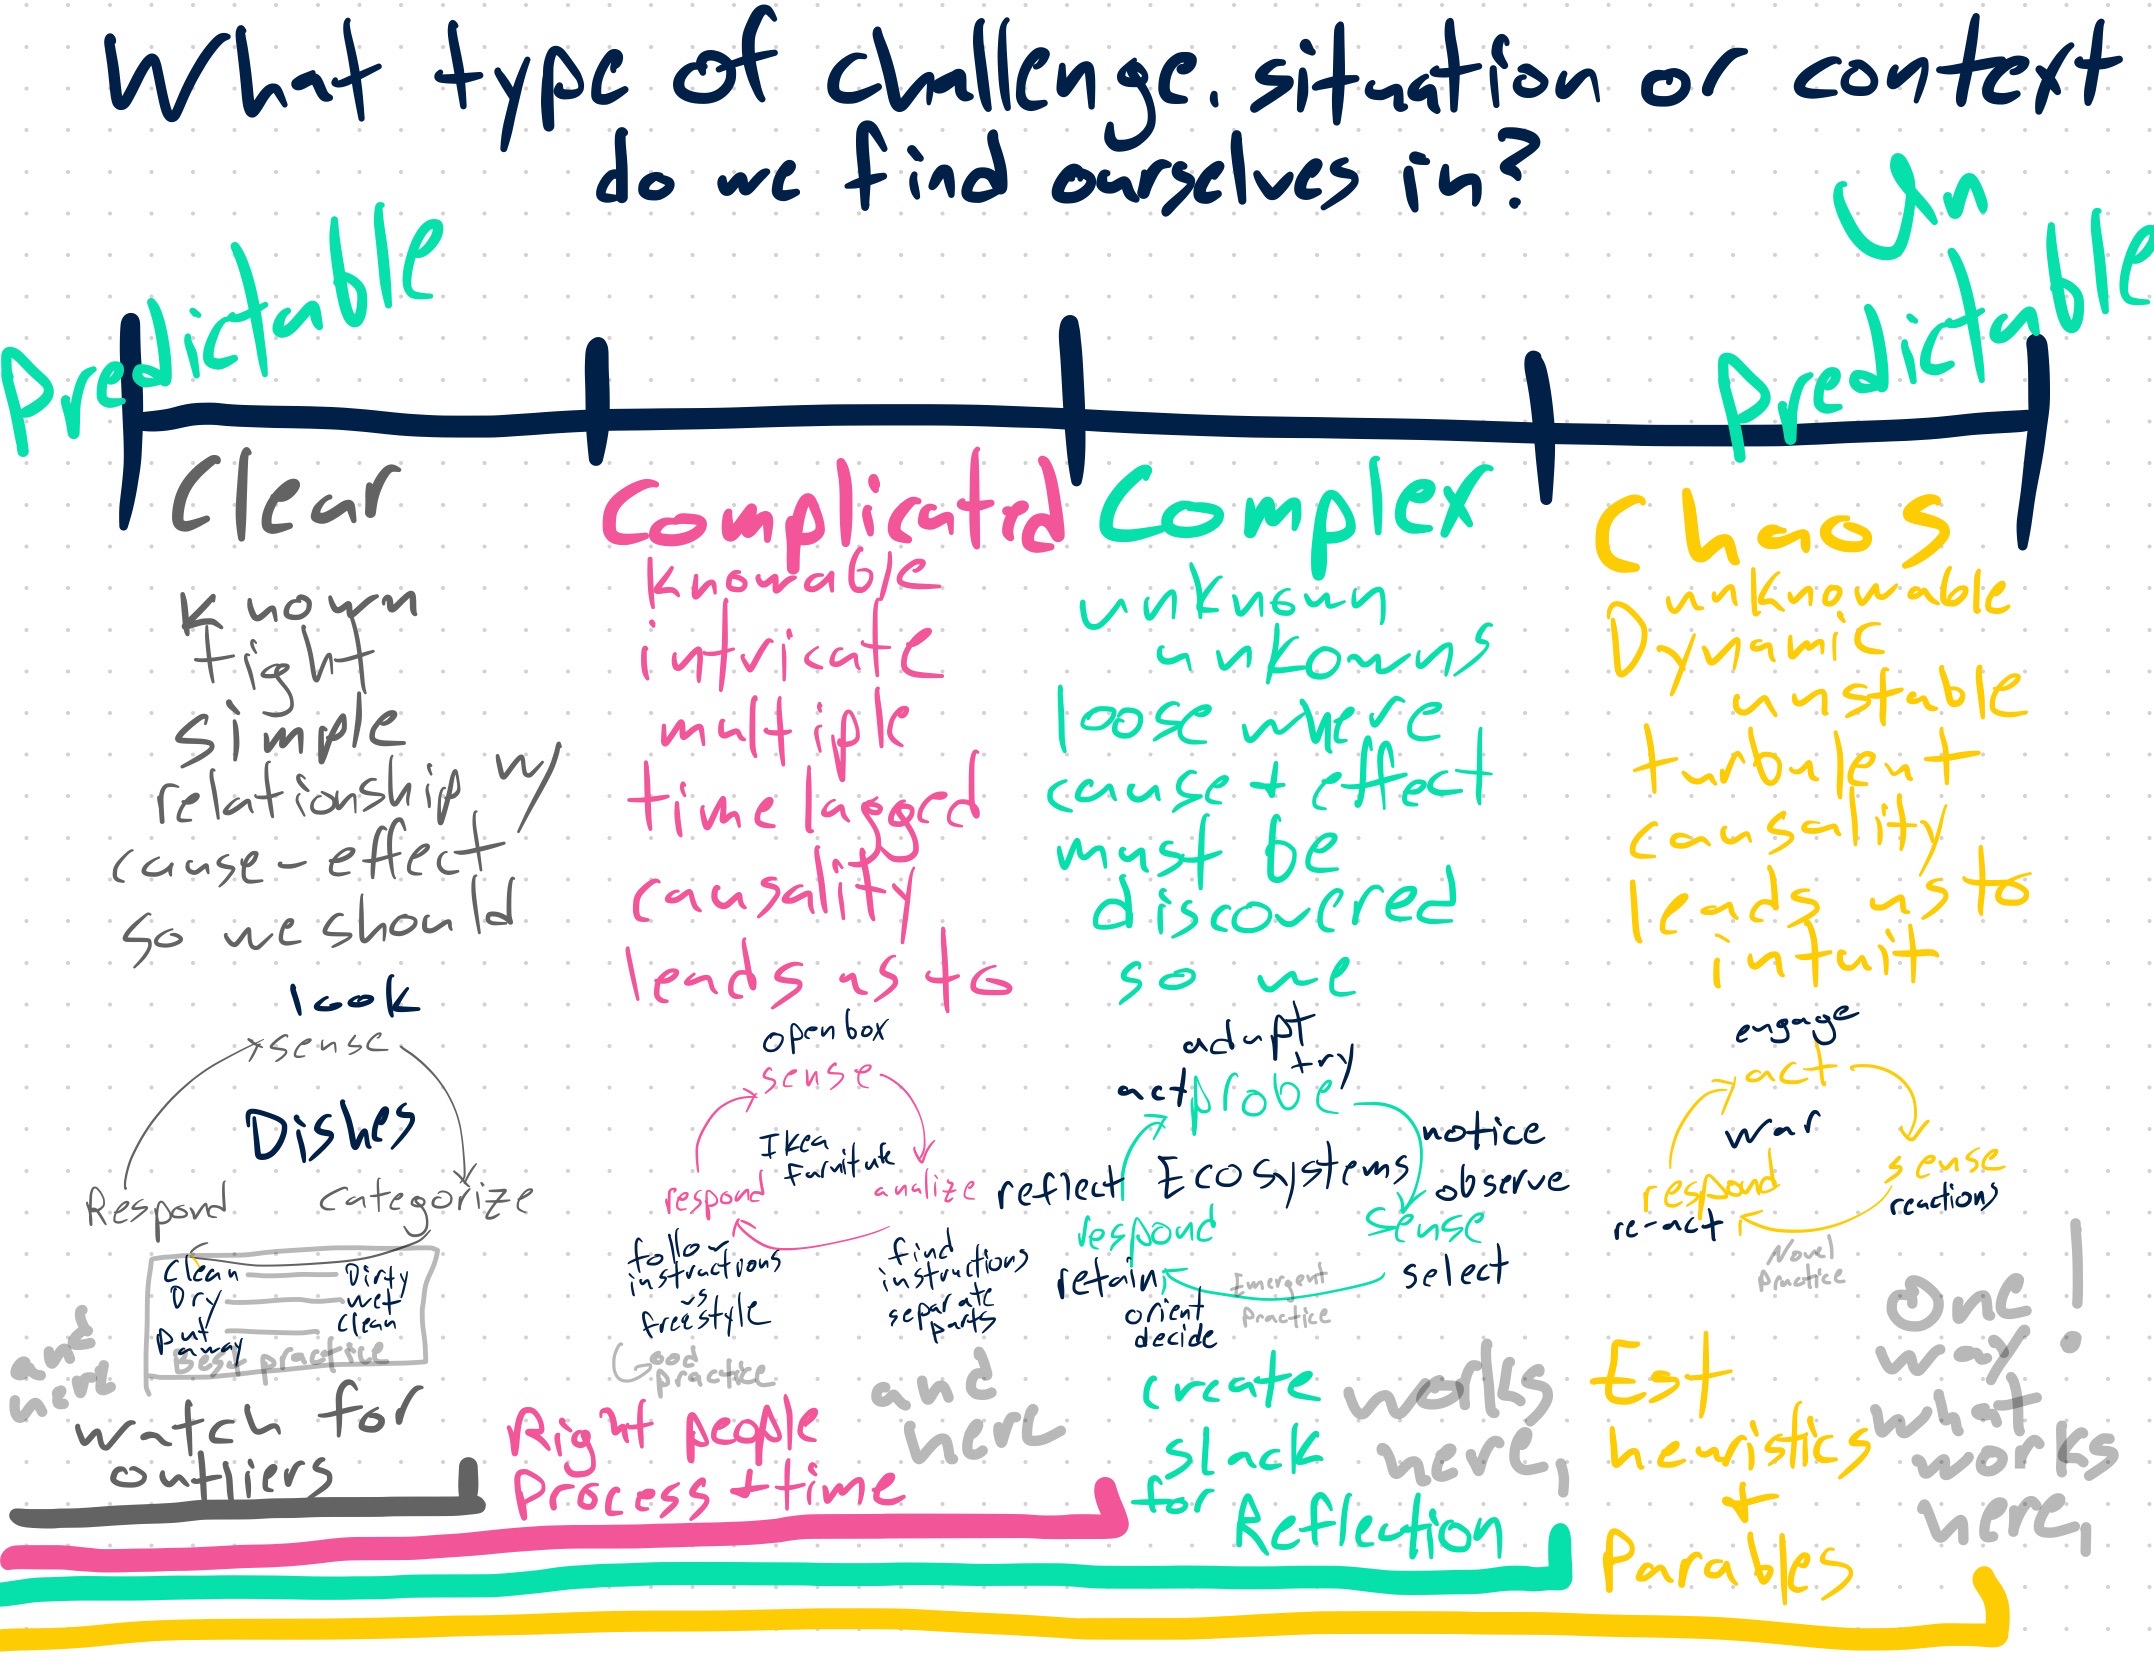 What type of challenge. situation or context
do we find ourselves in?
Predictable
Un
Predictable
Clear
known
tight
simple
relationship w/
cause-effect
so we should
look
sense
Dishes
Respond
categorize
Clean
Dirty
Dry
wet
put
away
clean
Best practice
watch for
outliers
Complicated
knowable
intricate
multiple
time lagged
causality
leads us to
open box
sense
Ikea
furniture
respond
analize
follow
instructions
vs
freestyle
find
instructions
separate
parts
Good
practice
Right people
Process + time
Complex
unknown
unkowns
loose where
cause + effect
must be
discovered
so we
adapt
try
act
probe
notice
observe
Ecosystems
reflect
respond
sense
select
retain
orient
decide
Emergent
Practice
create
slack
for
Reflection
Chaos
unknowable
Dynamic
unstable
turbulent
causality
leads us to
intuit
engage
act
war
respond
re-act
sense
reactions
Novel
Practice
Est
heuristics
+
Parables
One
way!
what
works
here,
works
here,
and
here
and
here